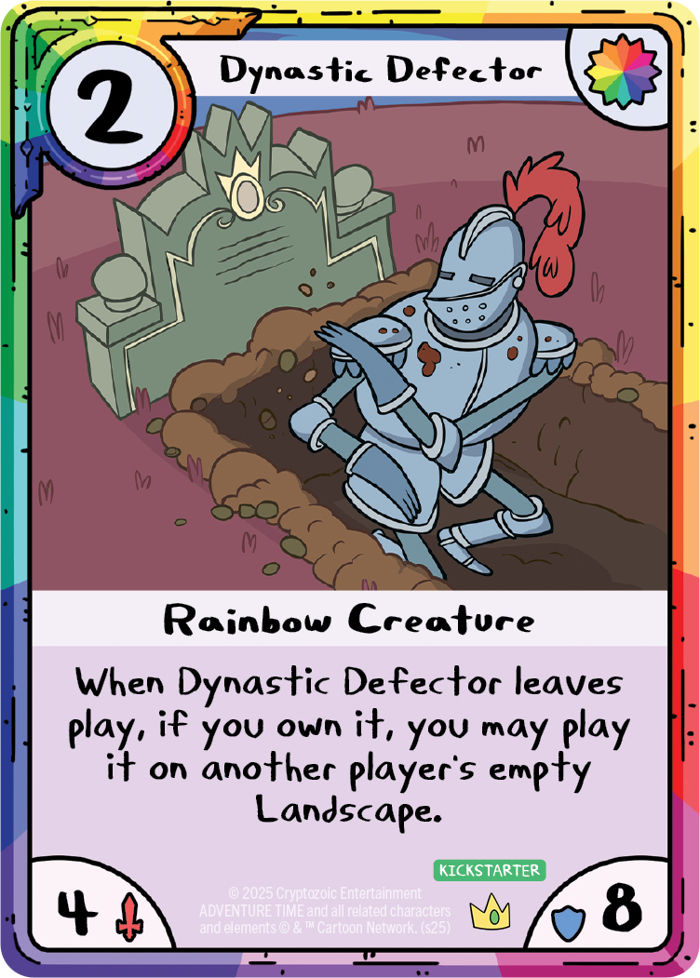 2
Dynastic Defector
Rainbow Creature
When Dynastic Defector leaves
play, if you own it, you may play
it on another player's empty
Landscape.
KICKSTARTER
4
© 2025 Cryptozoic Entertainment
ADVENTURE TIME and all related characters
and elements © & ™ Cartoon Network. (s25)
8